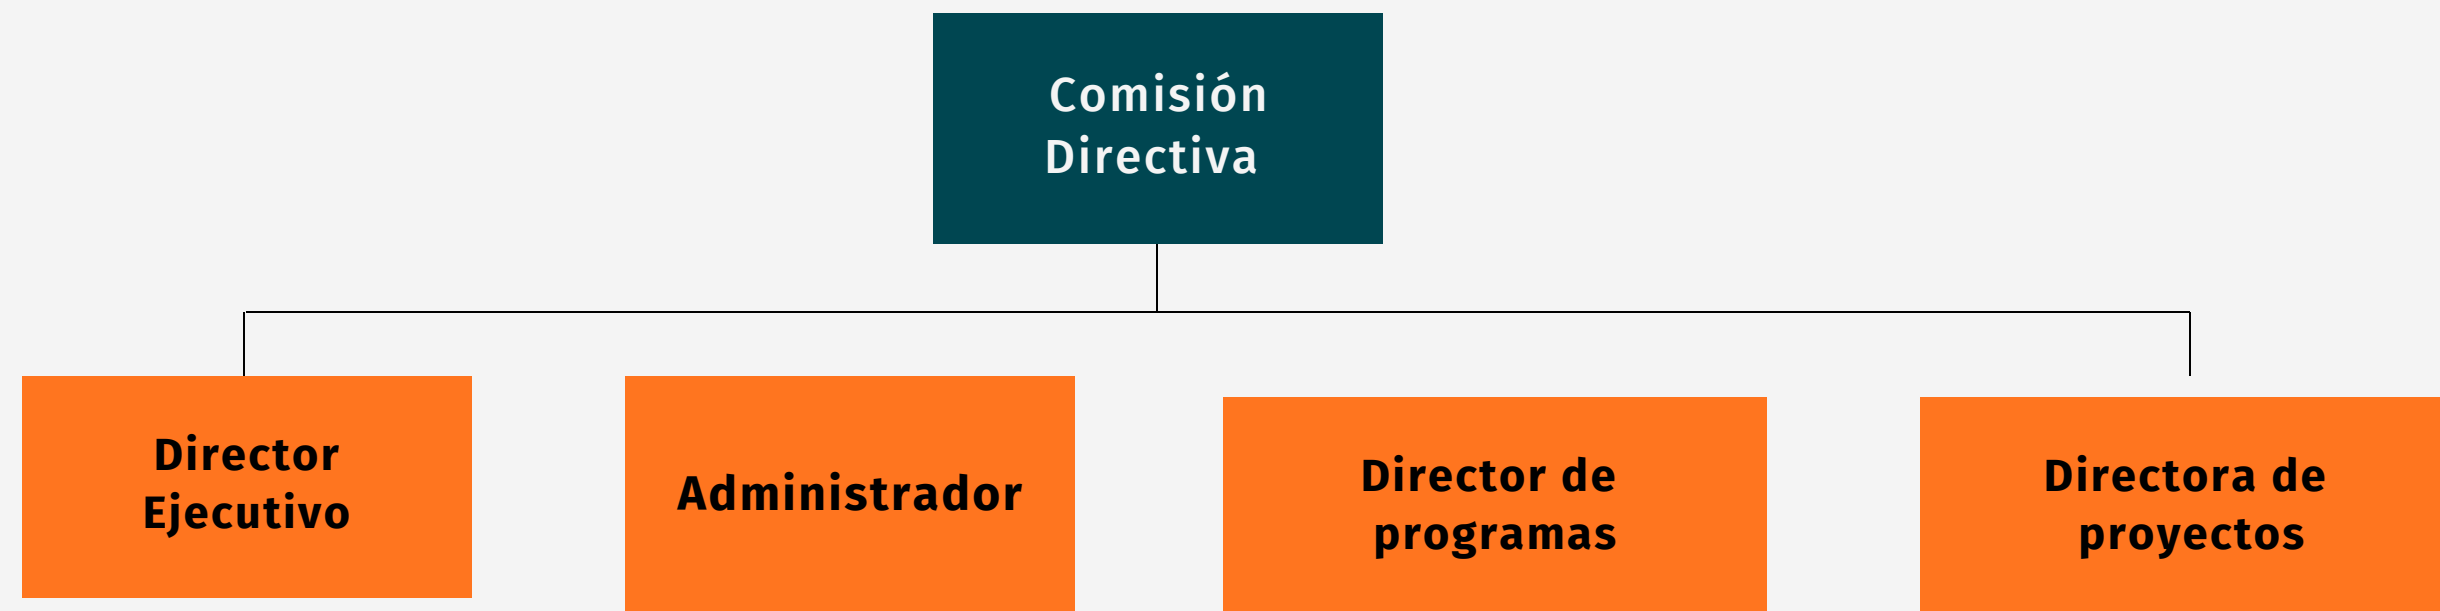 Comisión
Directiva
Director
Ejecutivo
Administrador
Director de
programas
Directora de
proyectos